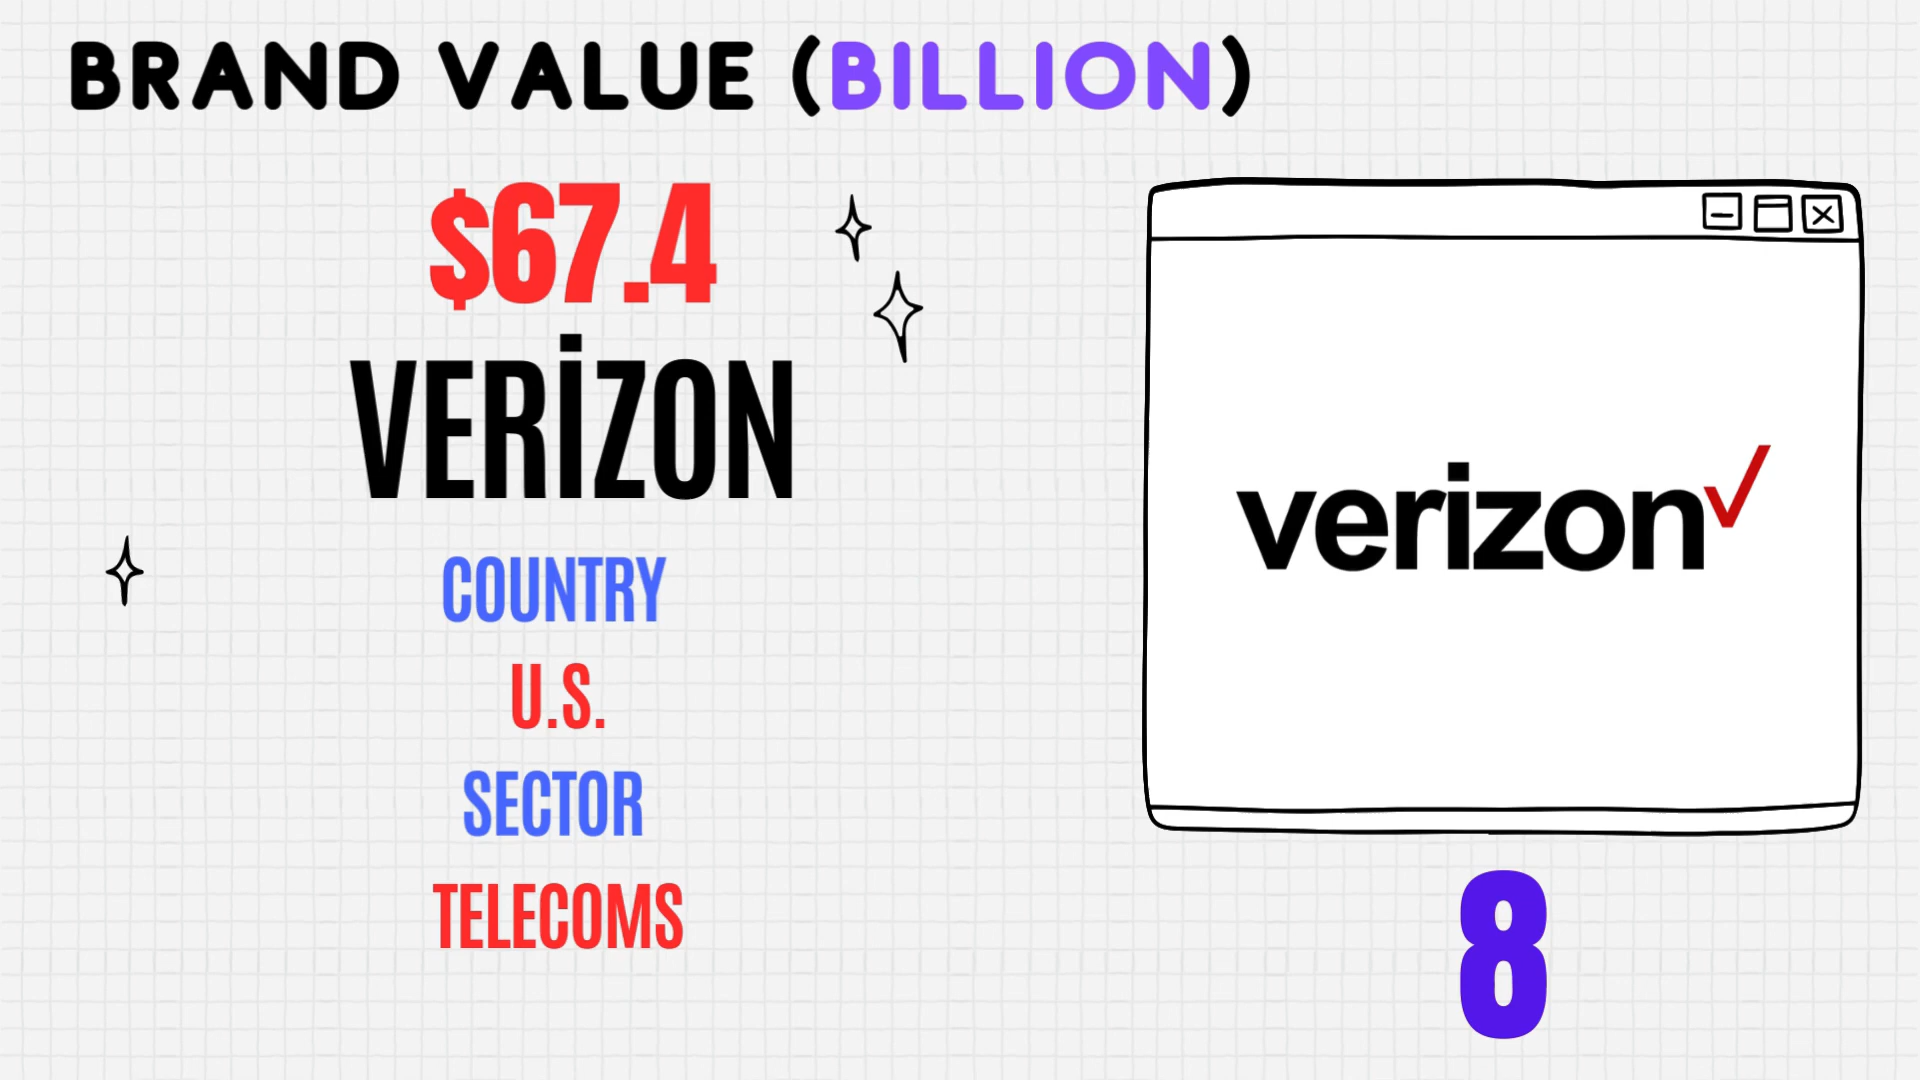 BRAND VALUE (BILLION)
$67.4
VERİZON
COUNTRY
U.S.
SECTOR
TELECOMS
verizon
8